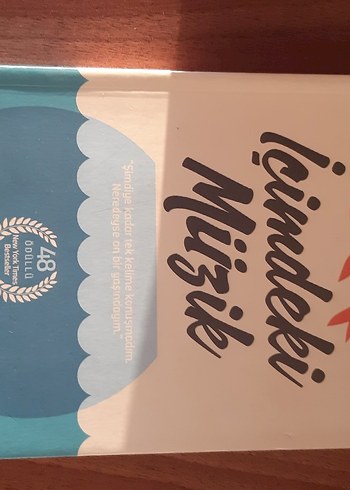 İçimdeki
Müzik
"Şimdiye kadar tek kelime konuşmadım.
Neredeyse on bir yaşındayım."
48
ÖDÜLLÜ
New York Times
Bestseller